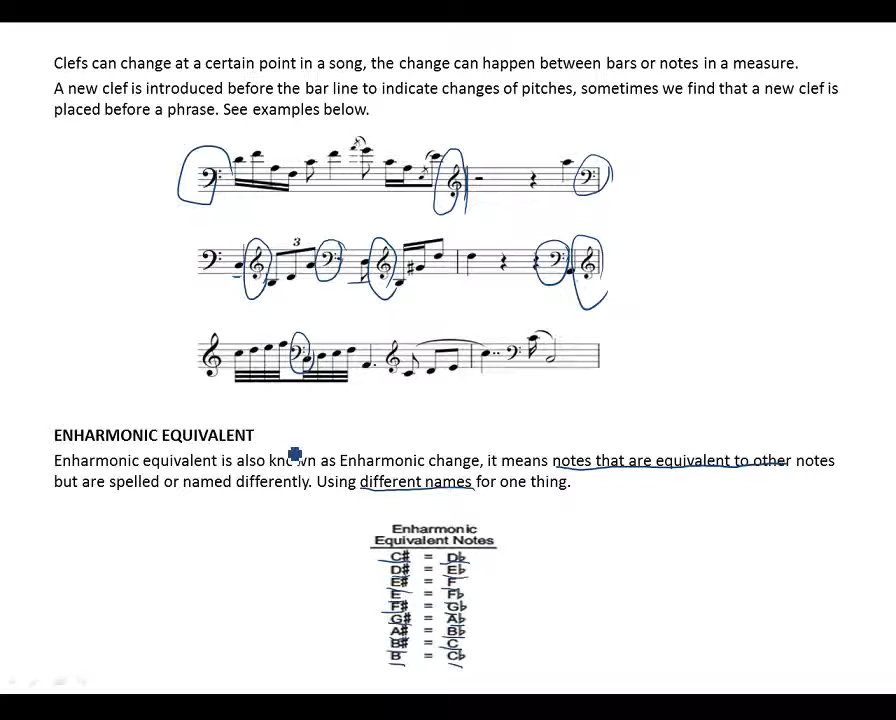 Clefs can change at a certain point in a song, the change can happen between bars or notes in a measure.
A new clef is introduced before the bar line to indicate changes of pitches, sometimes we find that a new clef is
placed before a phrase. See examples below.
3
ENHARMONIC EQUIVALENT
Enharmonic equivalent is also known as Enharmonic change, it means notes that are equivalent to other notes
but are spelled or named differently. Using different names for one thing.
Enharmonic
Equivalent Notes
C# = D♭
D# = E♭
E# = F
E = F♭
F# = G♭
G# = A♭
A# = B♭
B# = C
B = C♭